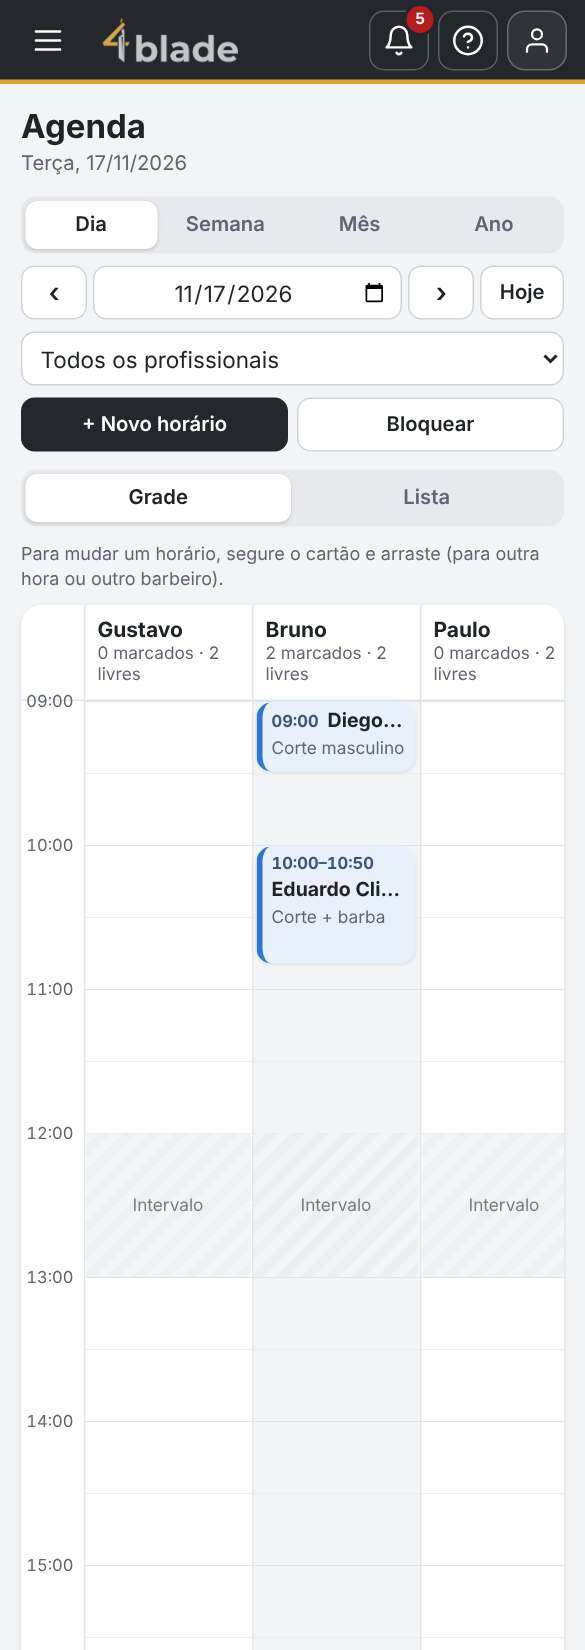 4blade
5
Agenda
Terça, 17/11/2026
Dia Semana Mês Ano
‹ 11/17/2026 › Hoje
Todos os profissionais
+ Novo horário Bloquear
Grade Lista
Para mudar um horário, segure o cartão e arraste (para outra
hora ou outro barbeiro).
Gustavo
0 marcados · 2
livres
Bruno
2 marcados · 2
livres
Paulo
0 marcados · 2
livres
09:00
09:00 Diego...
Corte masculino
10:00
10:00–10:50
Eduardo Cli...
Corte + barba
11:00
12:00
Intervalo Intervalo Intervalo
13:00
14:00
15:00